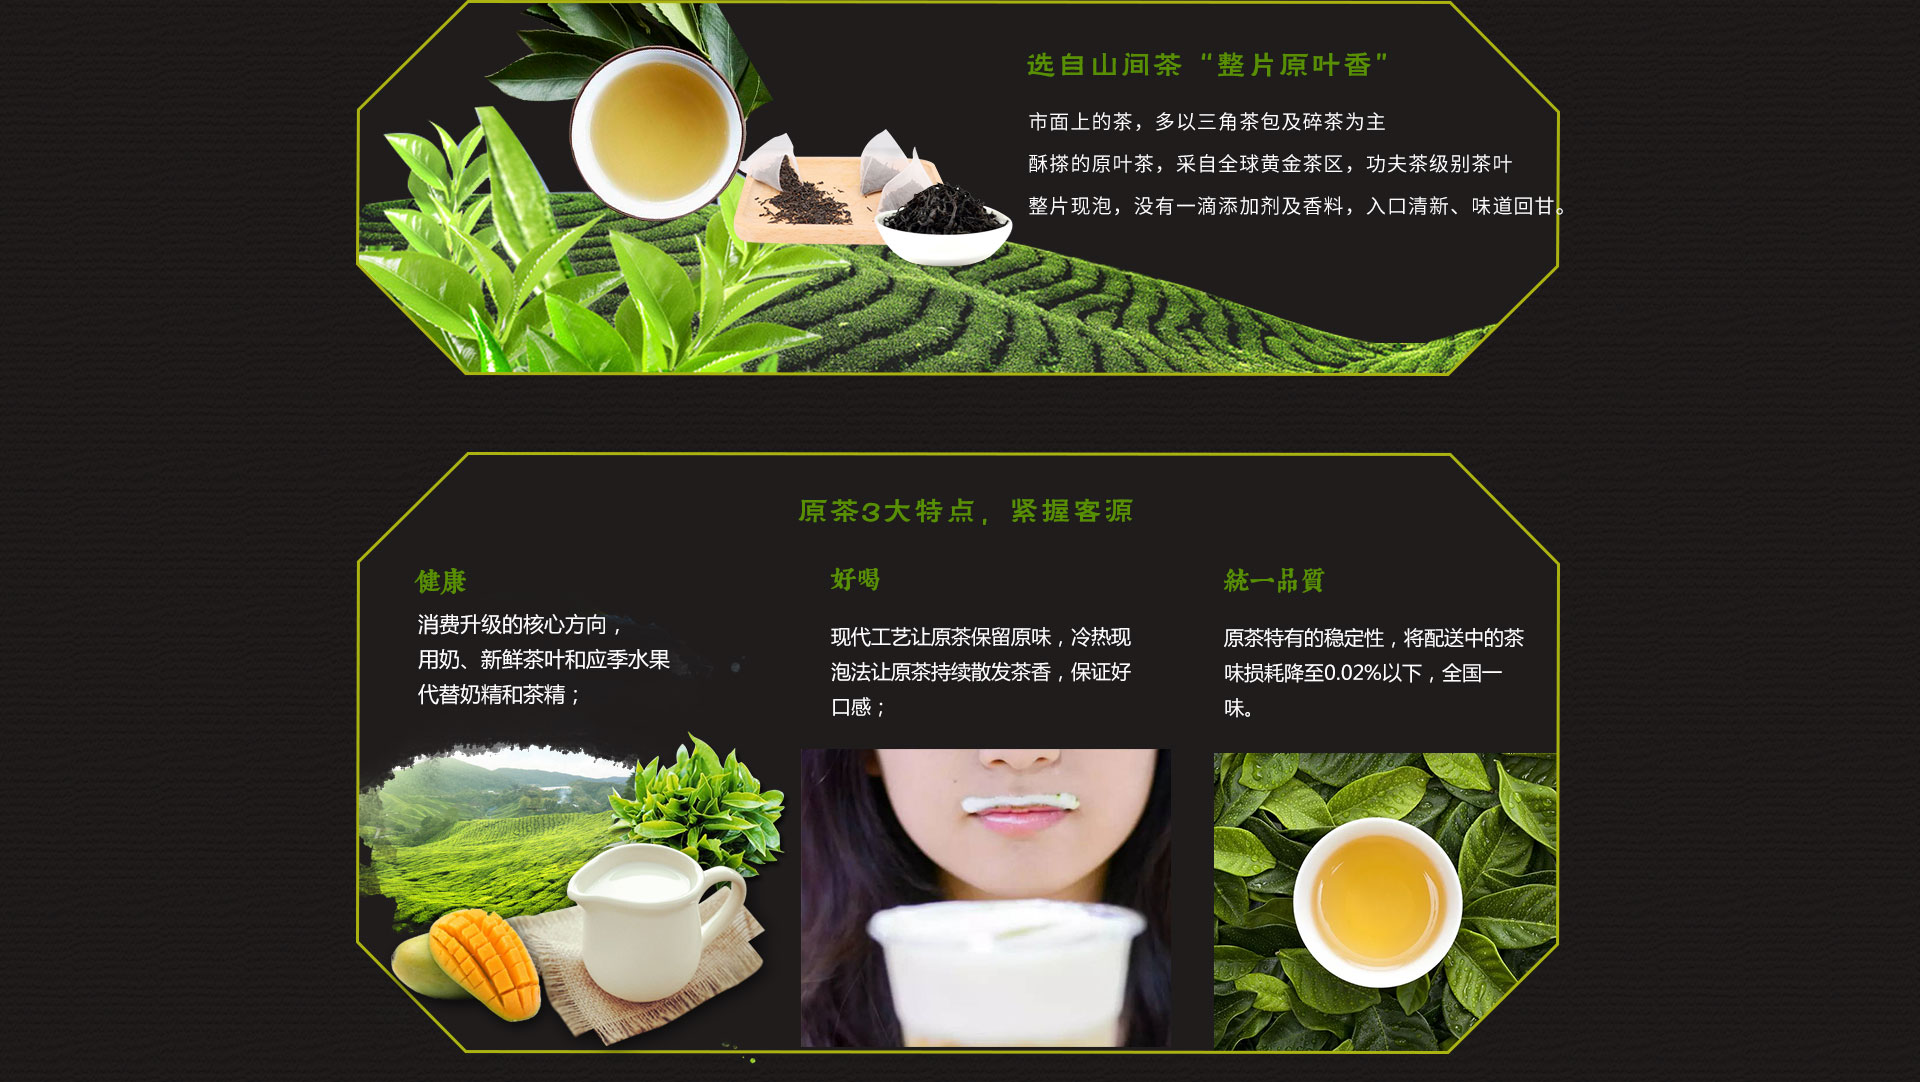 选自山间茶“整片原叶香”
市面上的茶，多以三角茶包及碎茶为主
酥搽的原叶茶，采自全球黄金茶区，功夫茶级别茶叶
整片现泡，没有一滴添加剂及香料，入口清新、味道回甘。
原茶3大特点，紧握客源
健康
消费升级的核心方向，
用奶、新鲜茶叶和应季水果
代替奶精和茶精；
好喝
现代工艺让原茶保留原味，冷热现
泡法让原茶持续散发茶香，保证好
口感；
統一品質
原茶特有的稳定性，将配送中的茶
味损耗降至0.02%以下，全国一
味。